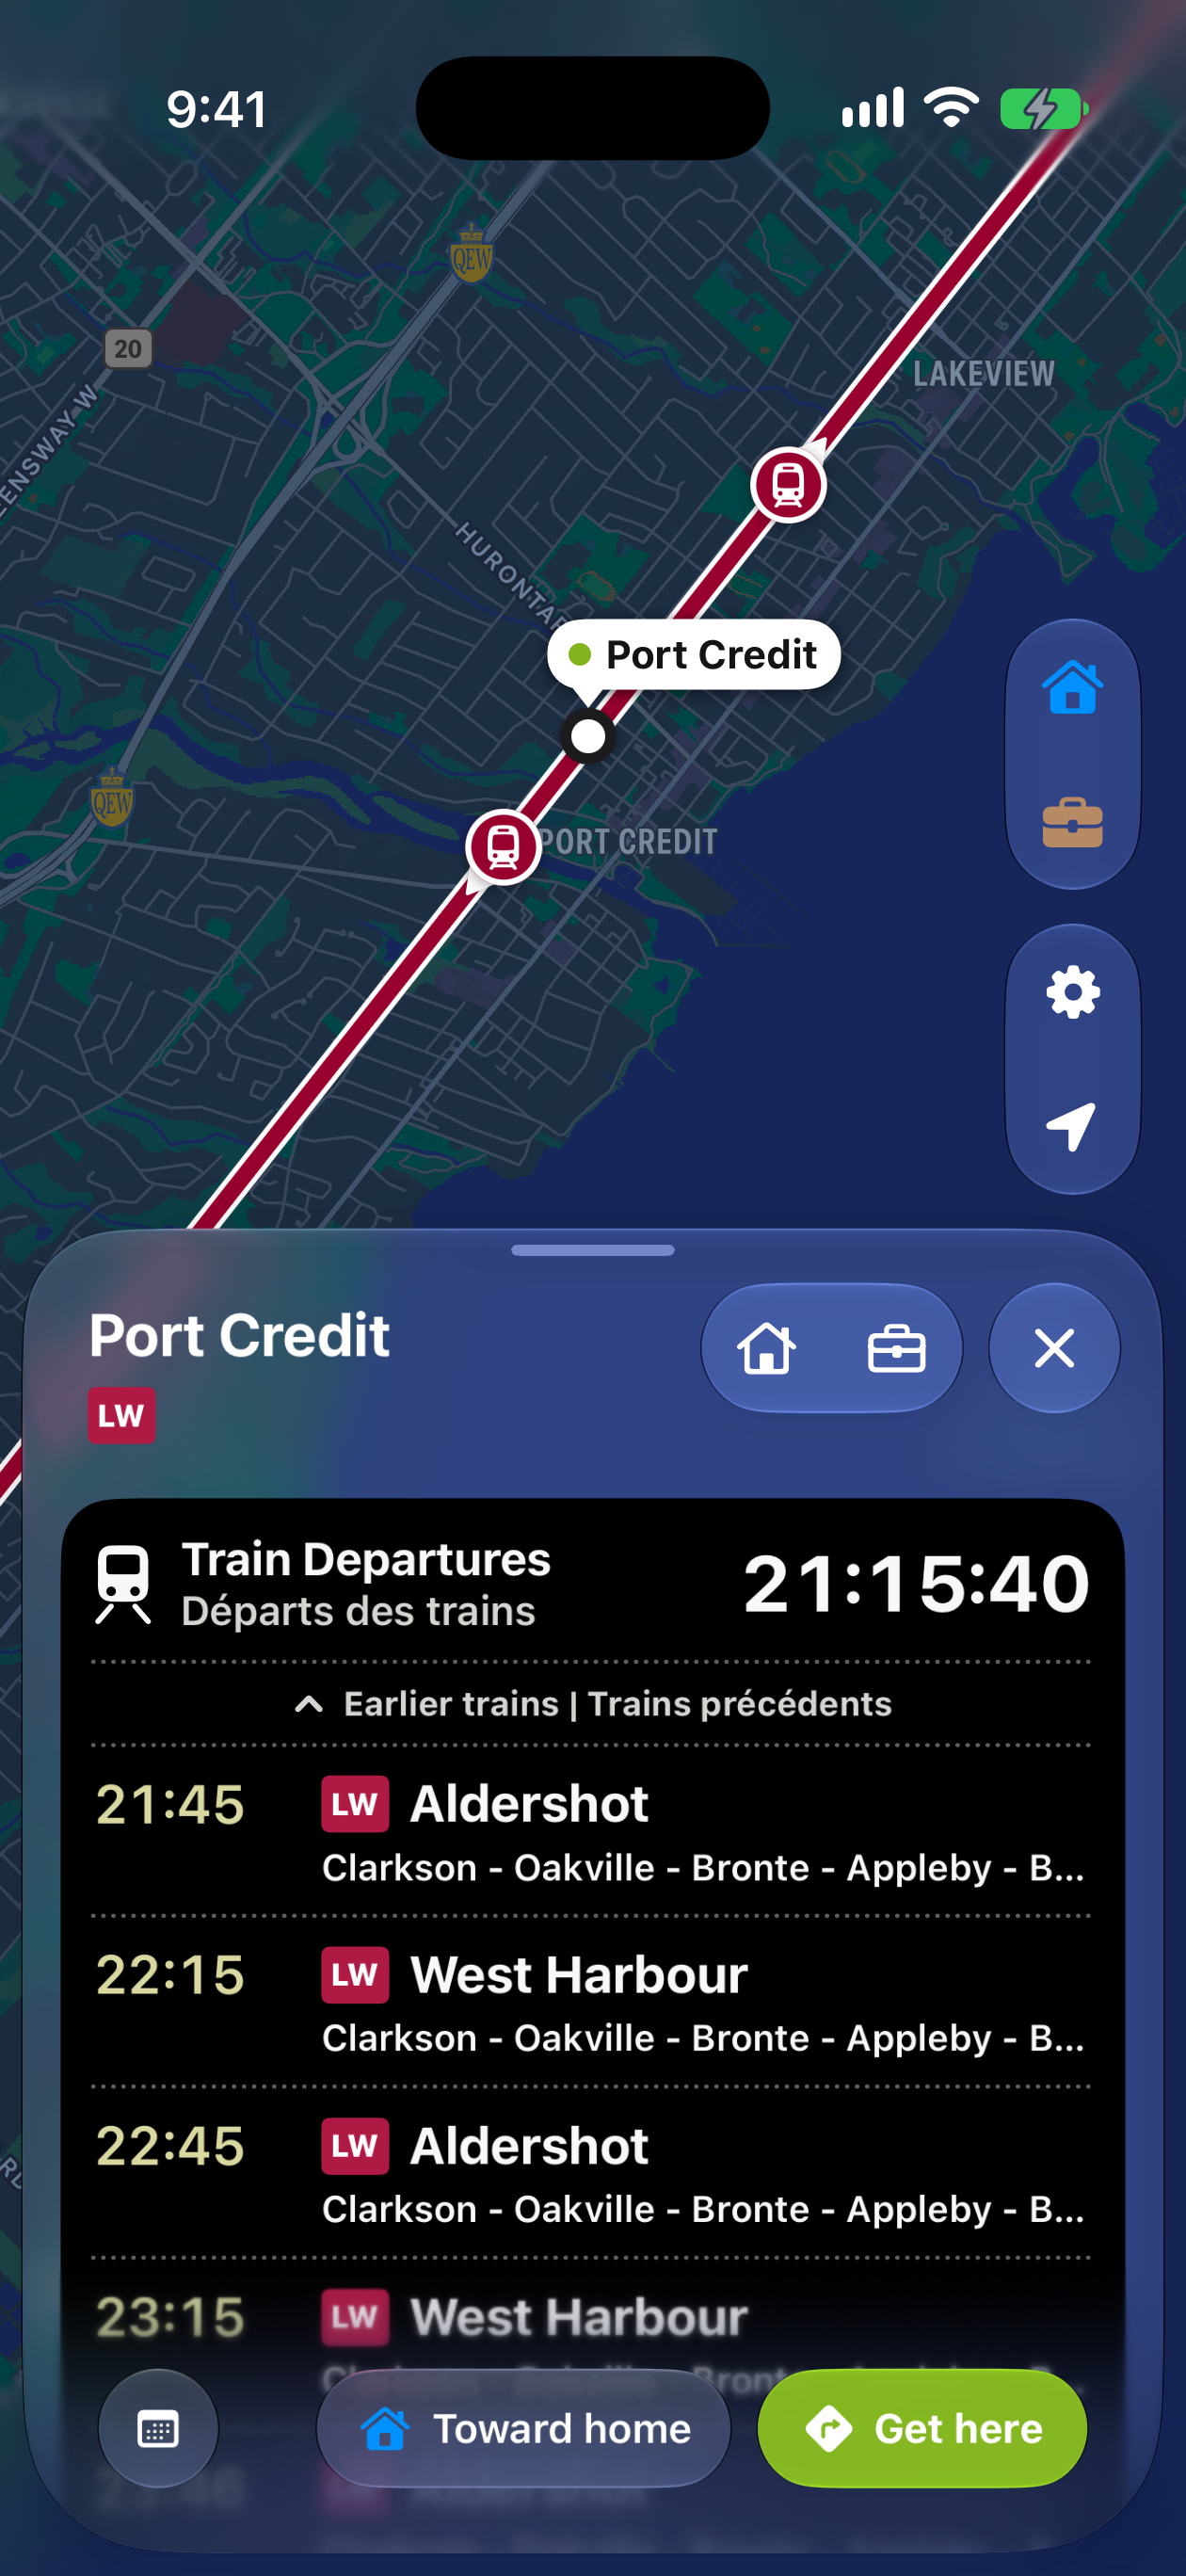 9:41
QEW
20
LAKEVIEW
HURONTAR
Port Credit
QEW
PORT CREDIT
Port Credit
LW
Train Departures
Départs des trains
21:15:40
Earlier trains | Trains précédents
21:45 LW Aldershot
Clarkson - Oakville - Bronte - Appleby - B...
22:15 LW West Harbour
Clarkson - Oakville - Bronte - Appleby - B...
22:45 LW Aldershot
Clarkson - Oakville - Bronte - Appleby - B...
23:15 LW West Harbour
Toward home
Get here